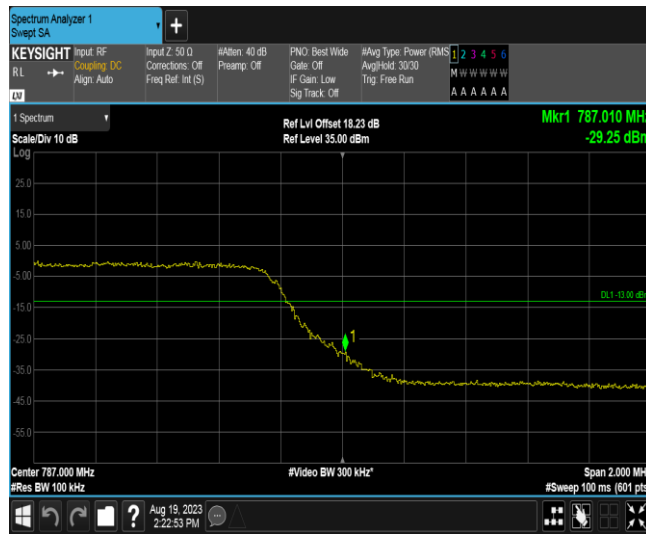 Spectrum Analyzer 1
Swept SA
+
KEYSIGHT
RL
LXI
Input: RF
Coupling: DC
Align: Auto
Input Z: 50 Ω
Corrections: Off
Freq Ref: Int (S)
#Atten: 40 dB
Preamp: Off
PNO: Best Wide
Gate: Off
IF Gain: Low
Sig Track: Off
#Avg Type: Power (RMS
Avg|Hold: 30/30
Trig: Free Run
1 2 3 4 5 6
M W W W W W
A A A A A A
1 Spectrum
Scale/Div 10 dB
Log
Ref Lvl Offset 18.23 dB
Ref Level 35.00 dBm
Mkr1 787.010 MHz
-29.25 dBm
25.0
15.0
5.00
-5.00
DL1 -13.00 dBm
-15.0
-25.0
1
-35.0
-45.0
-55.0
Center 787.000 MHz
#Res BW 100 kHz
#Video BW 300 kHz*
Span 2.000 MHz
#Sweep 100 ms (601 pts)
?
Aug 19, 2023
2:22:53 PM